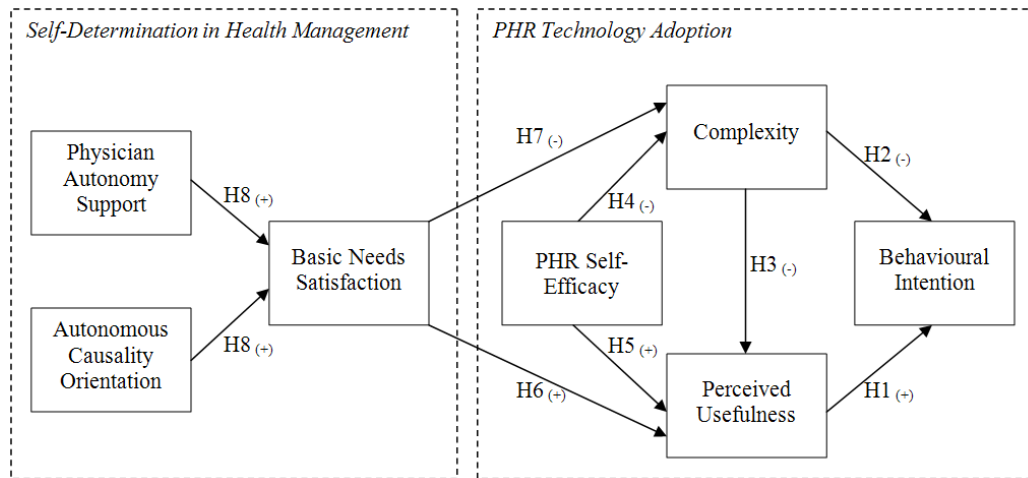 Self-Determination in Health Management
PHR Technology Adoption
Physician
Autonomy
Support
H8 (+)
Autonomous
Causality
Orientation
H8 (+)
Basic Needs
Satisfaction
H7 (-)
H6 (+)
PHR Self-
Efficacy
H4 (-)
H5 (+)
Complexity
H3 (-)
Perceived
Usefulness
H2 (-)
H1 (+)
Behavioural
Intention